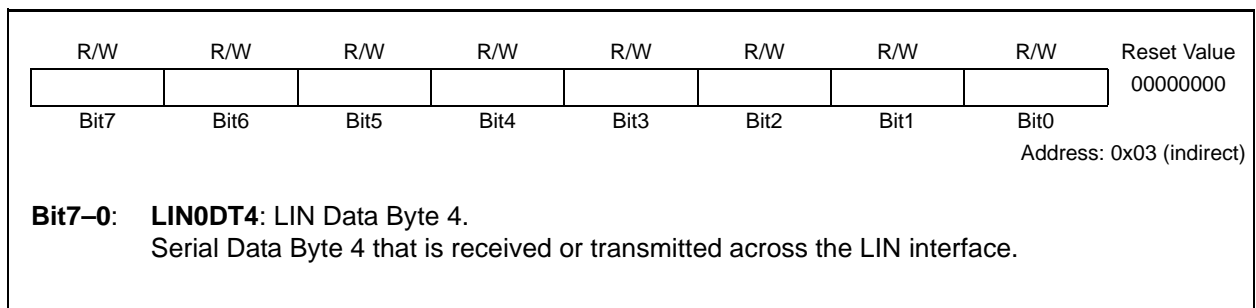 R/W R/W R/W R/W R/W R/W R/W R/W Reset Value
00000000
Bit7 Bit6 Bit5 Bit4 Bit3 Bit2 Bit1 Bit0
Address: 0x03 (indirect)
Bit7–0: LIN0DT4: LIN Data Byte 4.
Serial Data Byte 4 that is received or transmitted across the LIN interface.